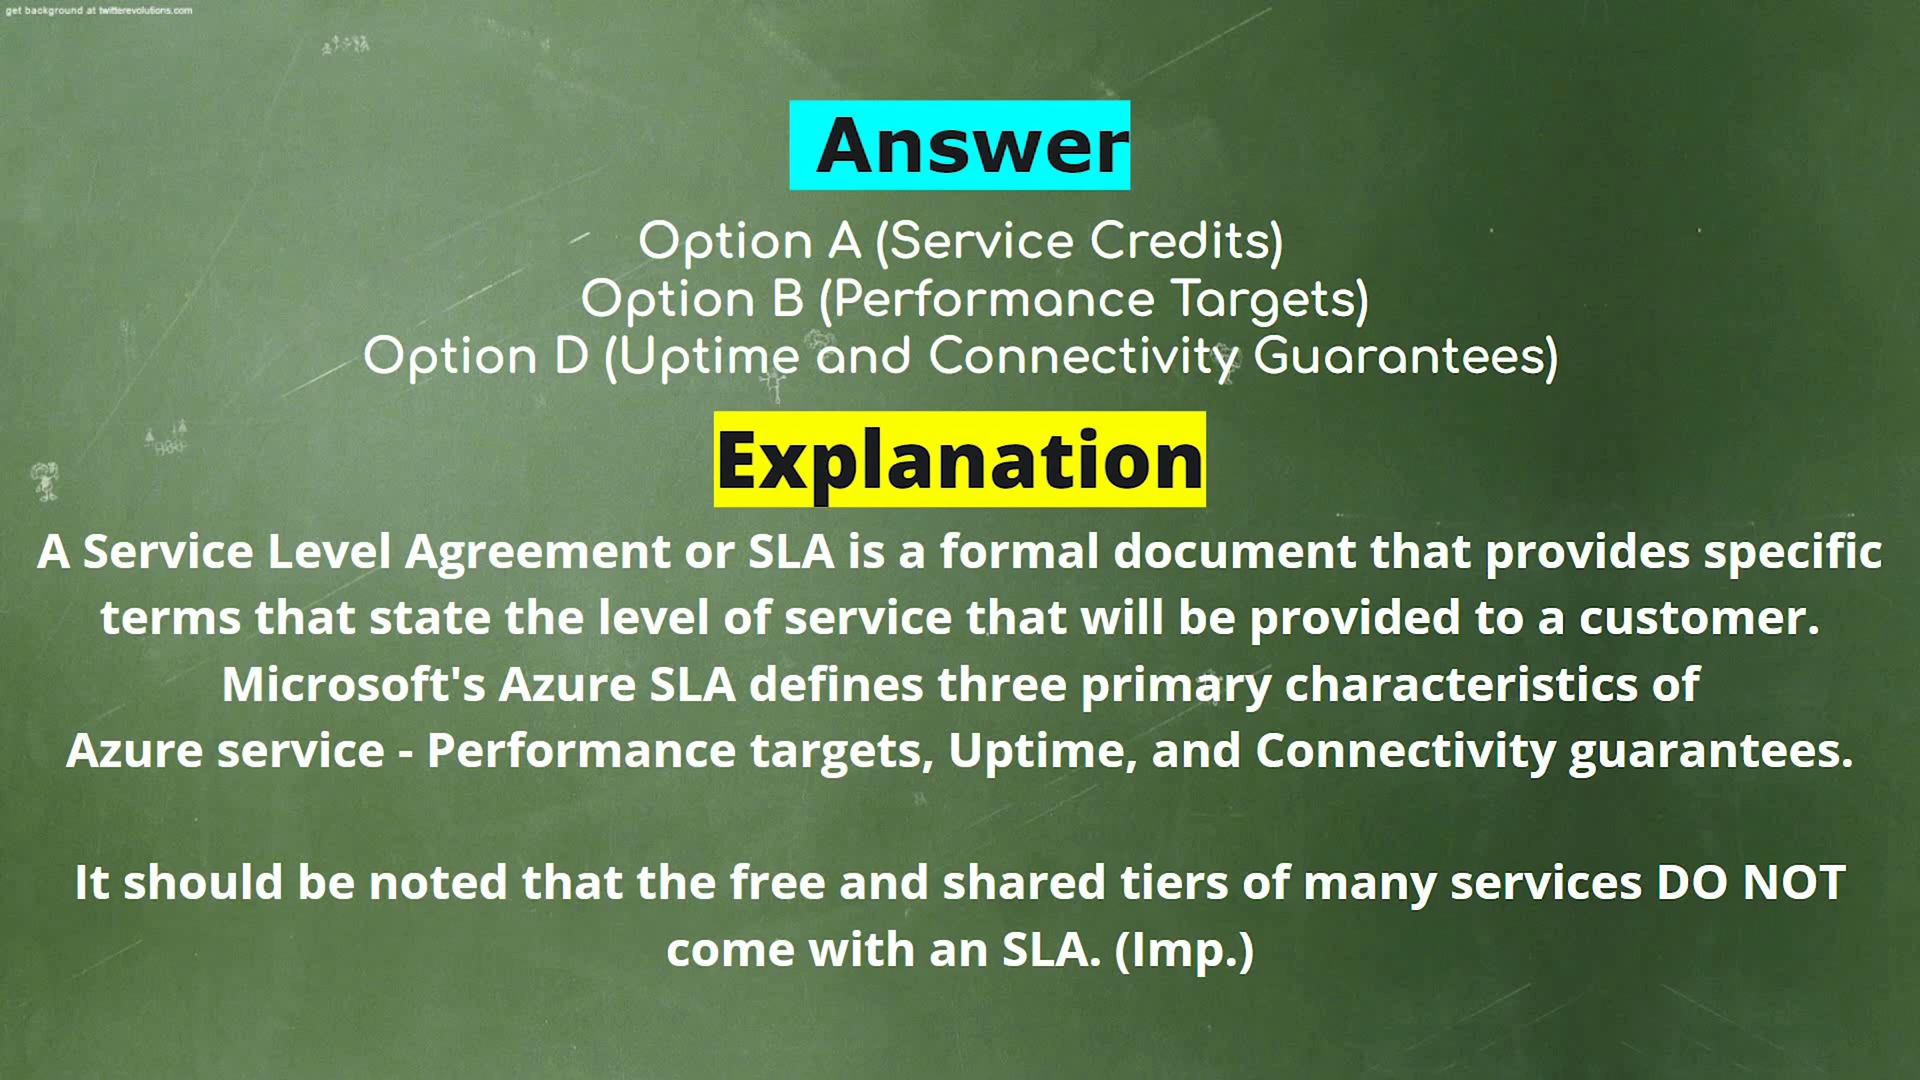 get background at twitterevolutions.com
Answer
Option A (Service Credits)
Option B (Performance Targets)
Option D (Uptime and Connectivity Guarantees)
Explanation
A Service Level Agreement or SLA is a formal document that provides specific
terms that state the level of service that will be provided to a customer.
Microsoft's Azure SLA defines three primary characteristics of
Azure service - Performance targets, Uptime, and Connectivity guarantees.
It should be noted that the free and shared tiers of many services DO NOT
come with an SLA. (Imp.)